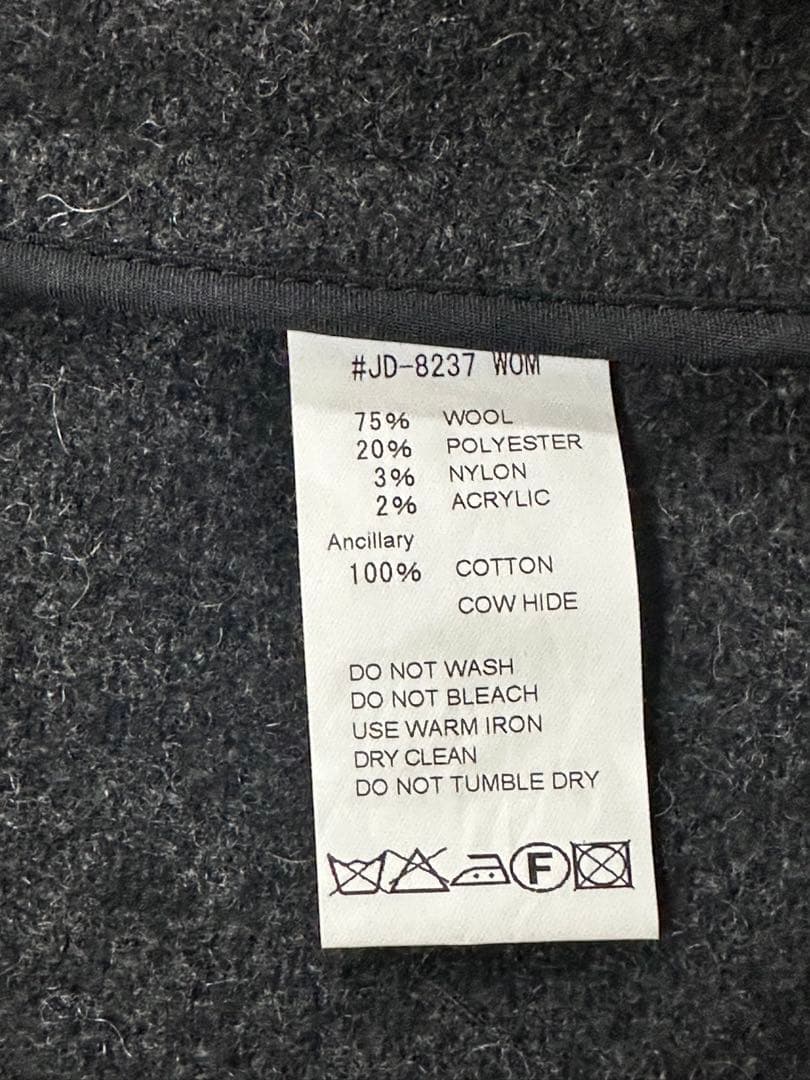 #JD-8237 WOM
75% WOOL
20% POLYESTER
3% NYLON
2% ACRYLIC
Ancillary
100% COTTON
COW HIDE
DO NOT WASH
DO NOT BLEACH
USE WARM IRON
DRY CLEAN
DO NOT TUMBLE DRY
F